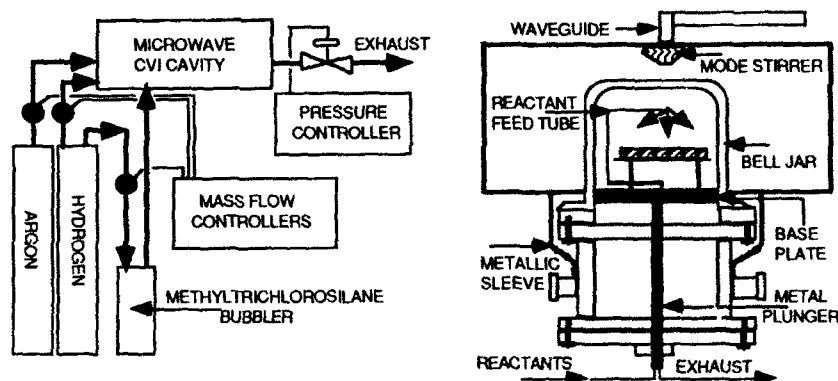 MICROWAVE
CVI CAVITY
EXHAUST
PRESSURE
CONTROLLER
MASS FLOW
CONTROLLERS
ARGON
HYDROGEN
METHYLTRICHLOROSILANE
BUBBLER
WAVEGUIDE
MODE STIRRER
REACTANT
FEED TUBE
BELL JAR
BASE
PLATE
METALLIC
SLEEVE
METAL
PLUNGER
REACTANTS
EXHAUST